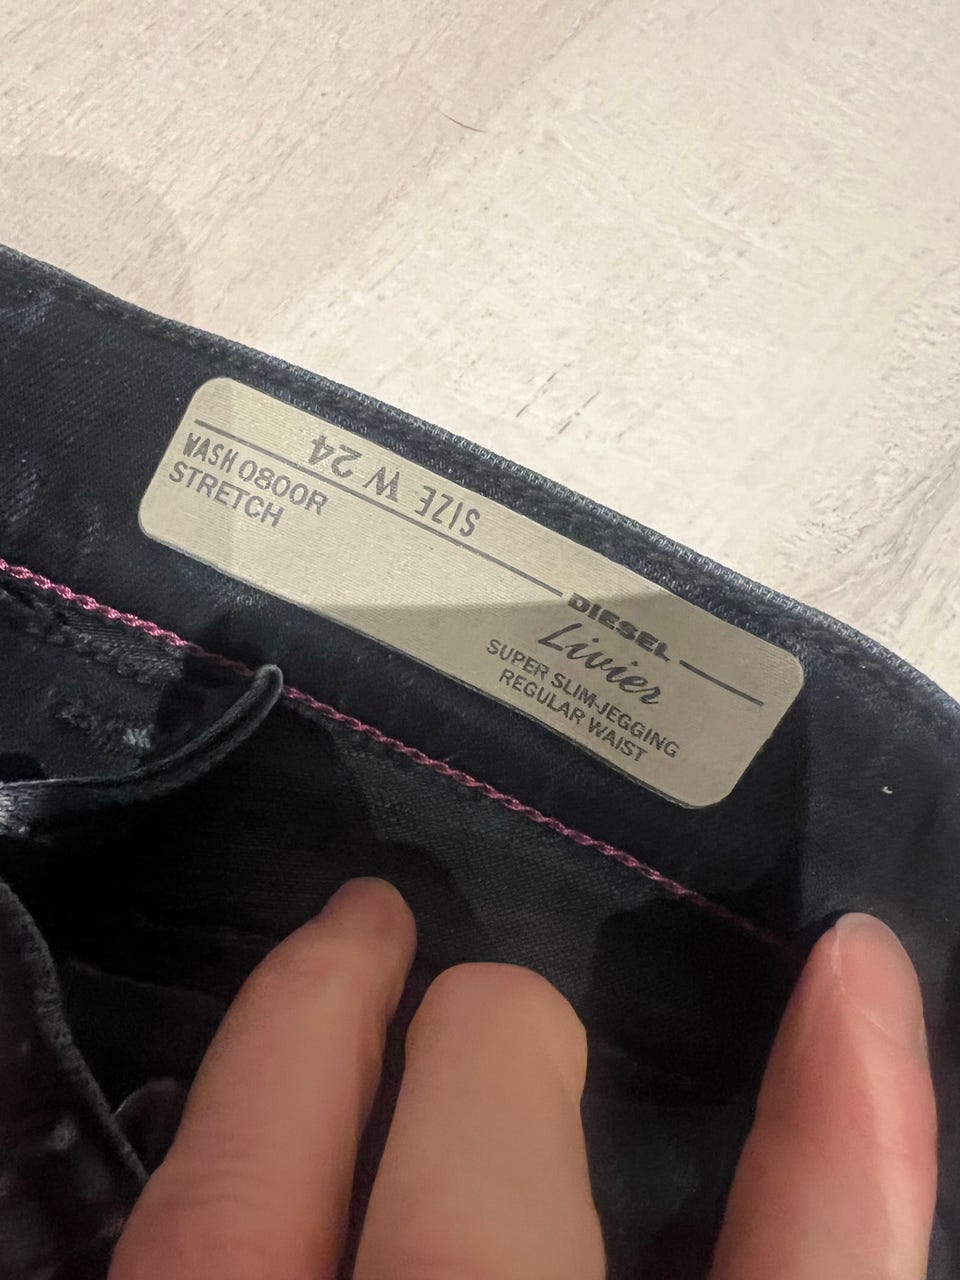 SIZE W 24
WASH 0800R
STRETCH
DIESEL
Livier
SUPER SLIM-JEGGING
REGULAR WAIST